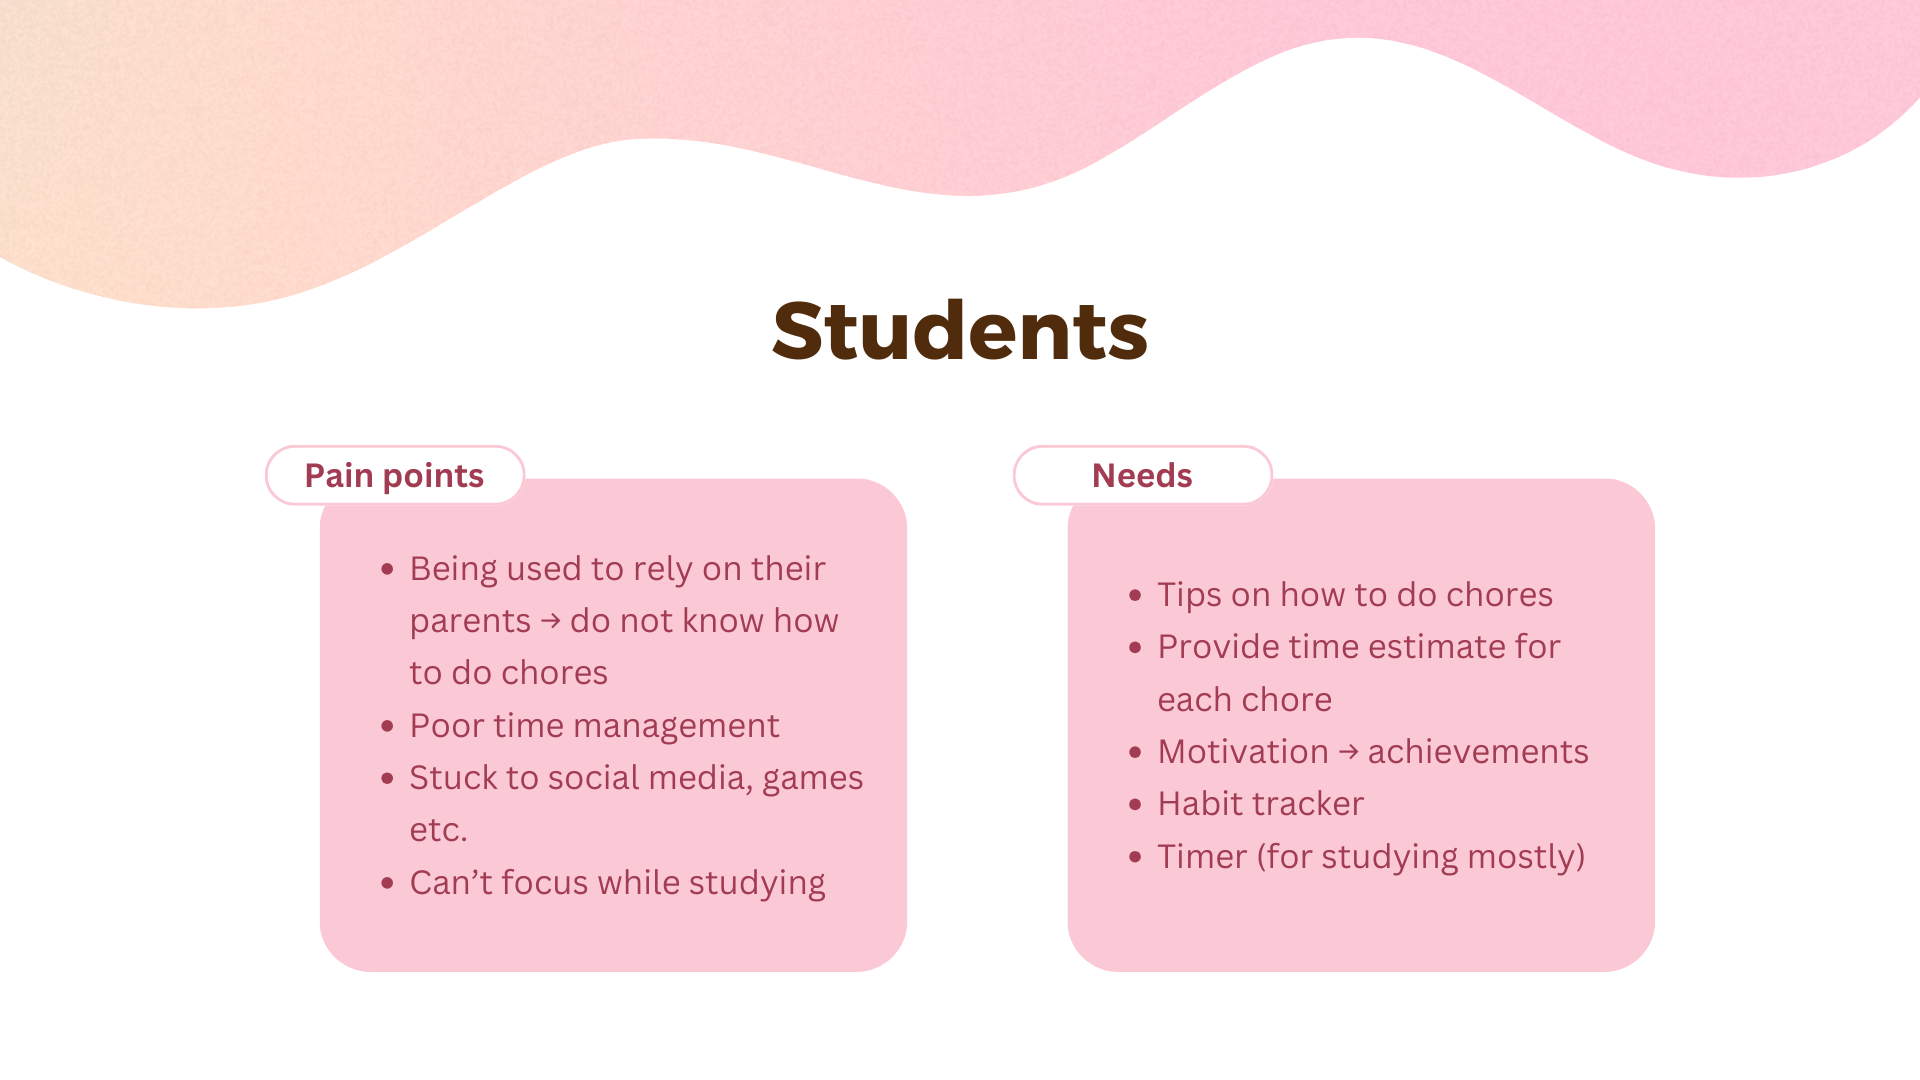 Students
Pain points
• Being used to rely on their
parents → do not know how
to do chores
• Poor time management
• Stuck to social media, games
etc.
• Can’t focus while studying
Needs
• Tips on how to do chores
• Provide time estimate for
each chore
• Motivation → achievements
• Habit tracker
• Timer (for studying mostly)